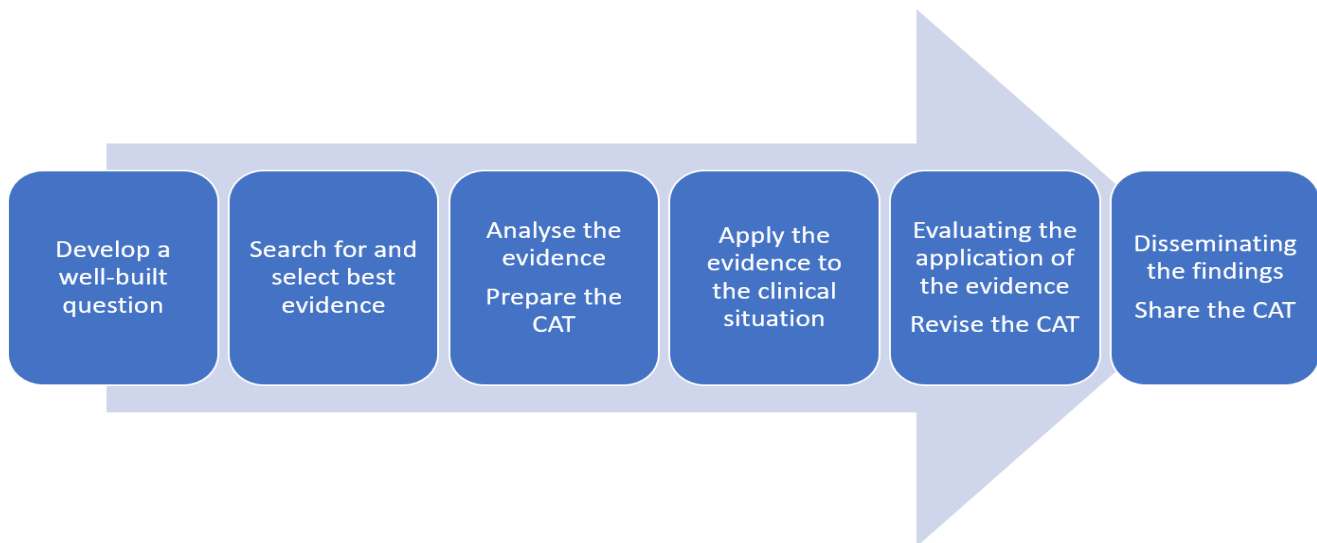 Develop a
well-built
question
Search for and
select best
evidence
Analyse the
evidence
Prepare the
CAT
Apply the
evidence to
the clinical
situation
Evaluating the
application of
the evidence
Revise the CAT
Disseminating
the findings
Share the CAT